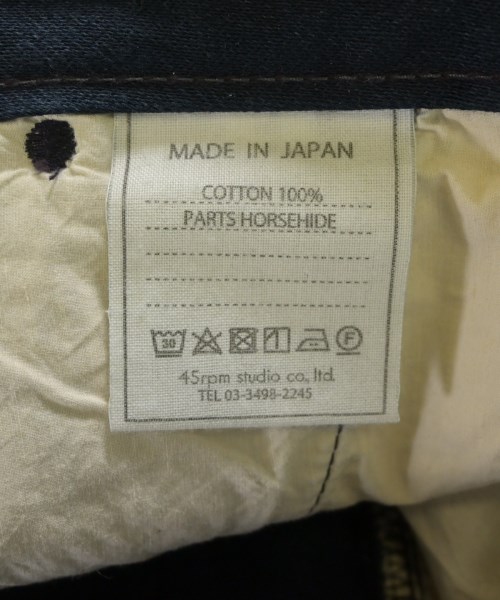 MADE IN JAPAN
COTTON 100%
PARTS HORSEHIDE
30
F
45rpm studio co., ltd.
TEL 03-3498-2245